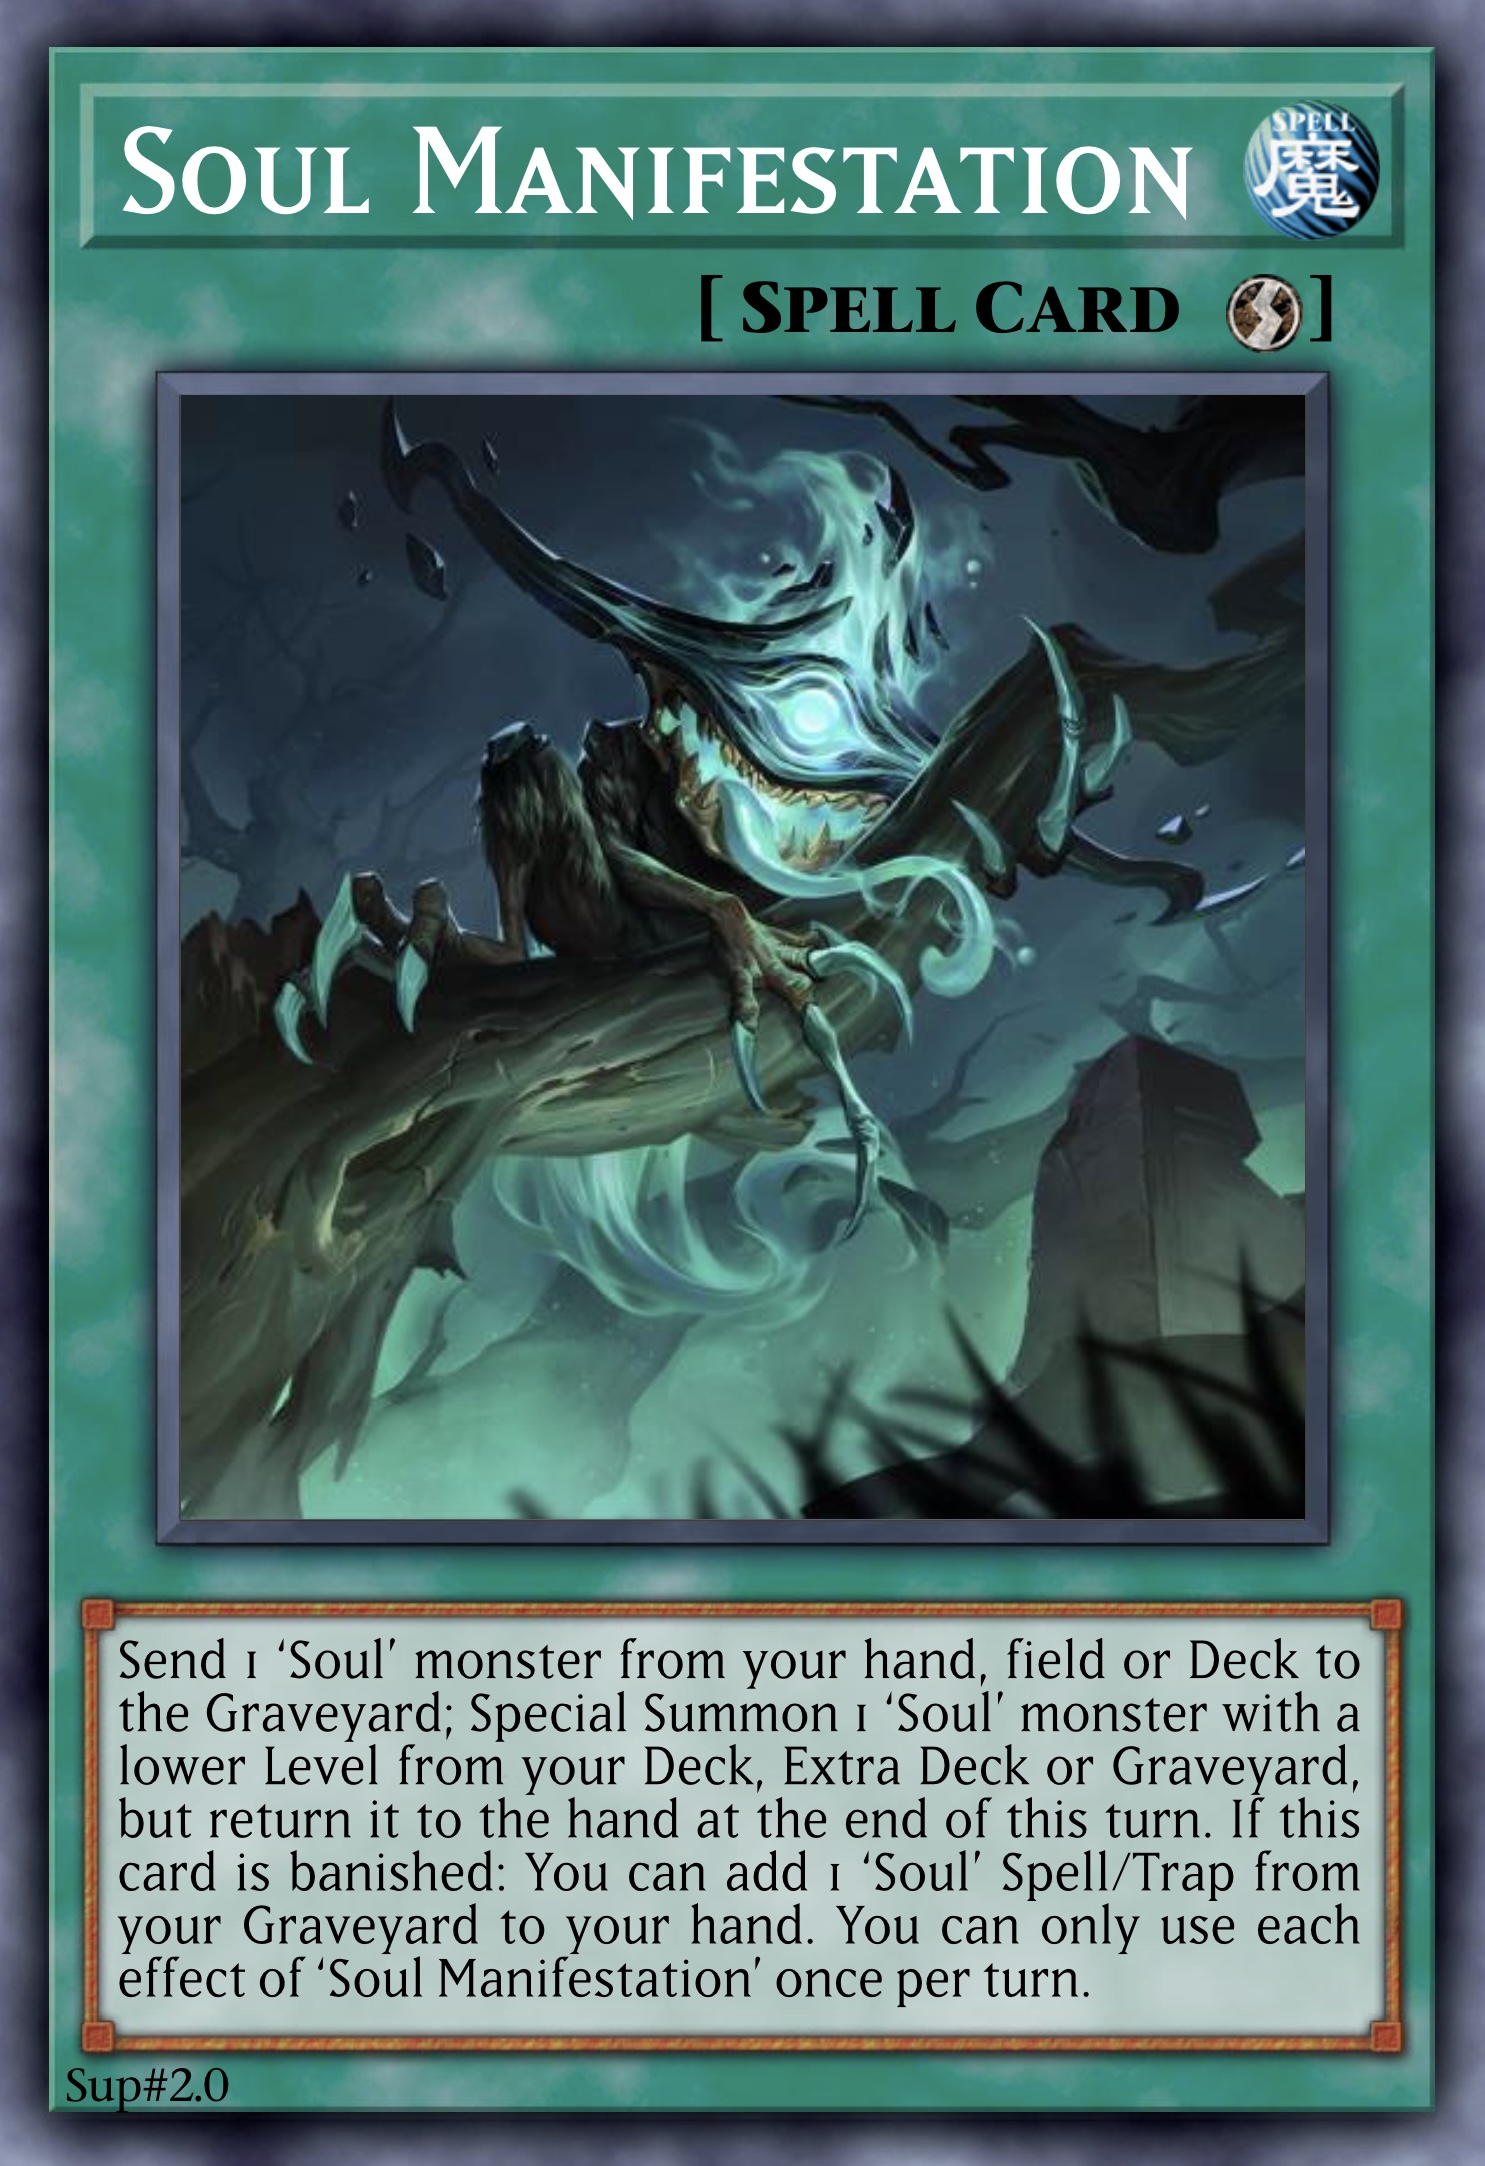 SOUL MANIFESTATION
SPELL
魔
[ SPELL CARD ]
Send 1 ‘Soul’ monster from your hand, field or Deck to
the Graveyard; Special Summon 1 ‘Soul’ monster with a
lower Level from your Deck, Extra Deck or Graveyard,
but return it to the hand at the end of this turn. If this
card is banished: You can add 1 ‘Soul’ Spell/Trap from
your Graveyard to your hand. You can only use each
effect of ‘Soul Manifestation’ once per turn.
Sup#2.0